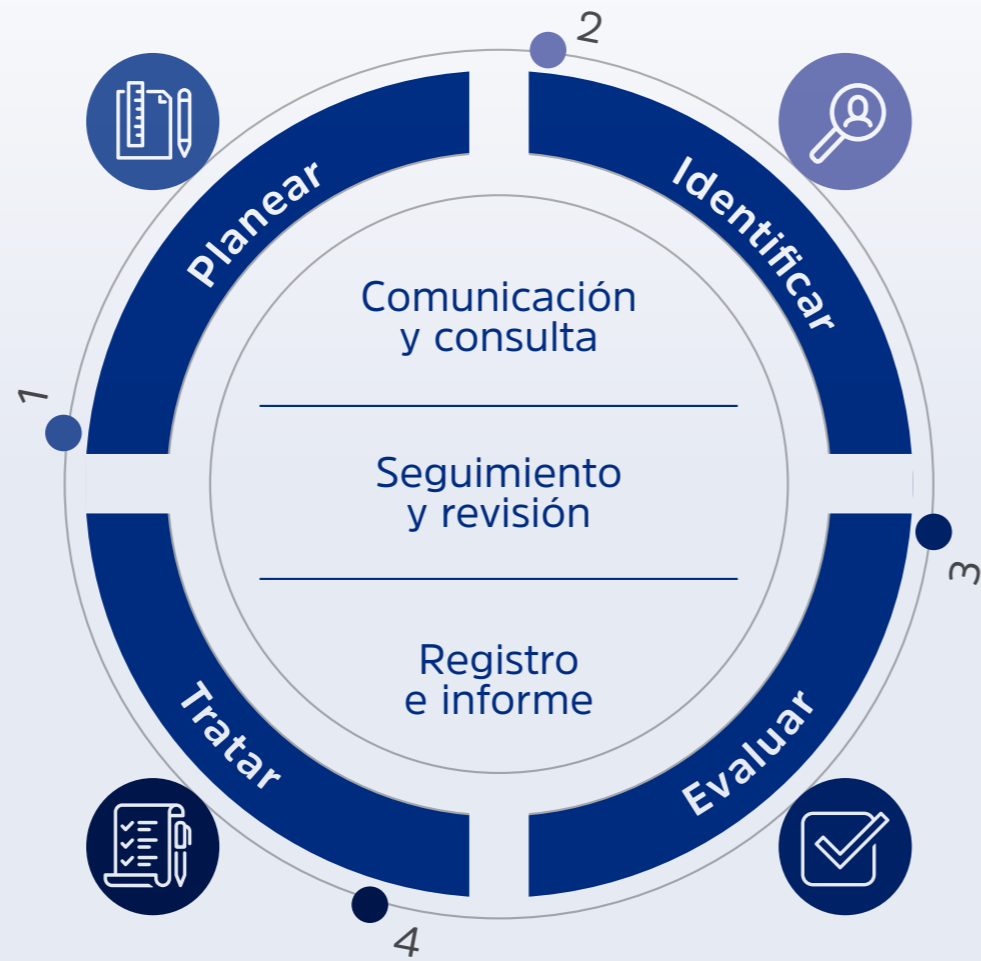 1
Planear
2
Identificar
3
Evaluar
4
Tratar
Comunicación
y consulta
Seguimiento
y revisión
Registro
e informe